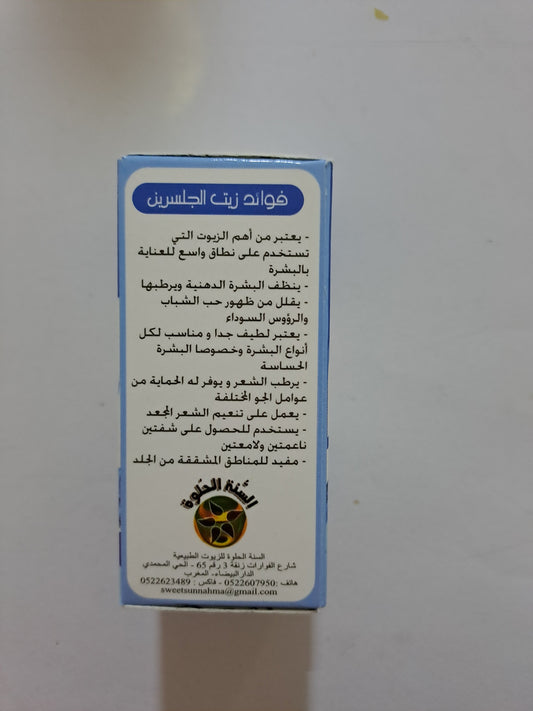 فوائد زيت الجلسرين
- يعتبر من أهم الزيوت التي
تستخدم على نطاق واسع للعناية
بالبشرة
- ينظف البشرة الدهنية ويرطبها
- يقلل من ظهور حب الشباب
والرؤوس السوداء
- يعتبر لطيف جدا و مناسب لكل
أنواع البشرة وخصوصا البشرة
الحساسة
- يرطب الشعر و يوفر له الحماية من
عوامل الجو المختلفة
- يعمل على تنعيم الشعر المجعد
- يستخدم للحصول على شفتين
ناعمتين ولامعتين
- مفيد للمناطق المشققة من الجلد
السنة الحلوة
السنة الحلوة للزيوت الطبيعية
شارع الفوارات زنقة 3 رقم 65 - الحي المحمدي
الدار البيضاء- المغرب
هاتف :0522607950 - فاكس : 0522623489
sweetsunnahma@gmail.com